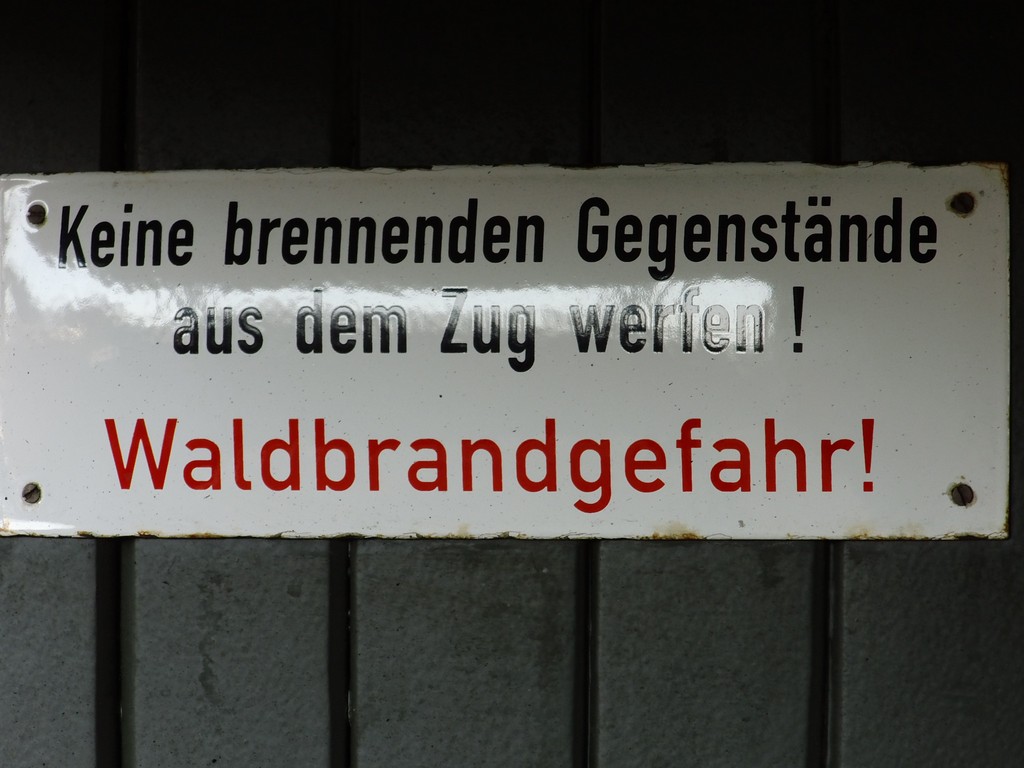 Keine brennenden Gegenstände
aus dem Zug werfen !
Waldbrandgefahr!